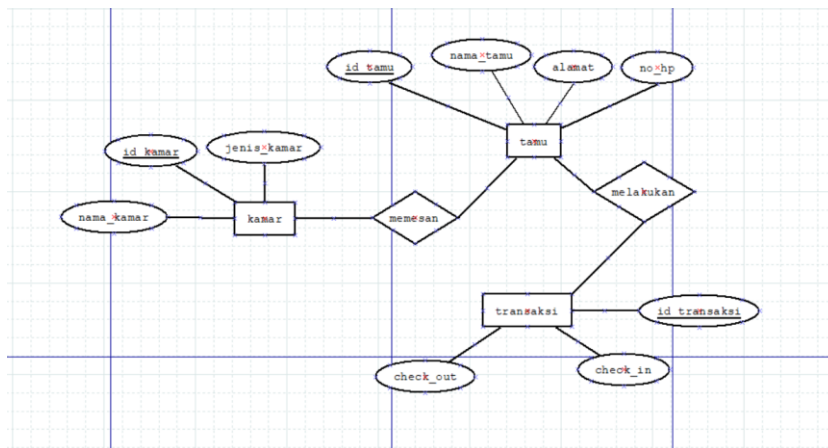 nama_tamu
id_tamu
alamat
no_hp
tamu
id_kamar
jenis_kamar
melakukan
nama_kamar
kamar
memesan
transaksi
id_transaksi
check_out
check_in